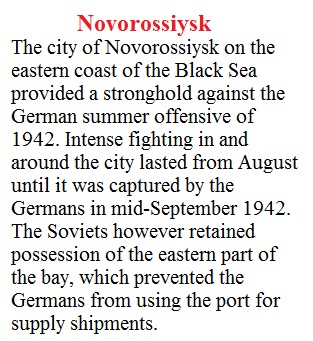 Novorossiysk
The city of Novorossiysk on the
eastern coast of the Black Sea
provided a stronghold against the
German summer offensive of
1942. Intense fighting in and
around the city lasted from August
until it was captured by the
Germans in mid-September 1942.
The Soviets however retained
possession of the eastern part of
the bay, which prevented the
Germans from using the port for
supply shipments.